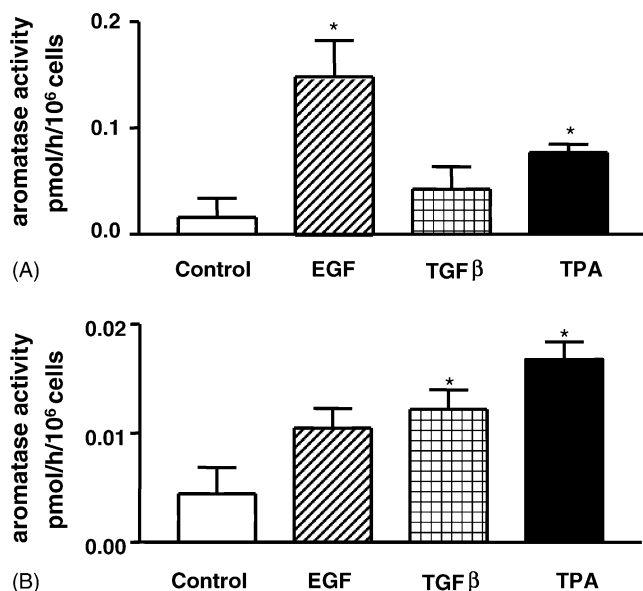 0.2
*
*
0.1
0.0
aromatase activity
pmol/h/10⁶ cells
(A)
Control EGF TGFβ TPA
0.02
*
*
0.01
0.00
aromatase activity
pmol/h/10⁶ cells
Control EGF TGFβ TPA
(B)